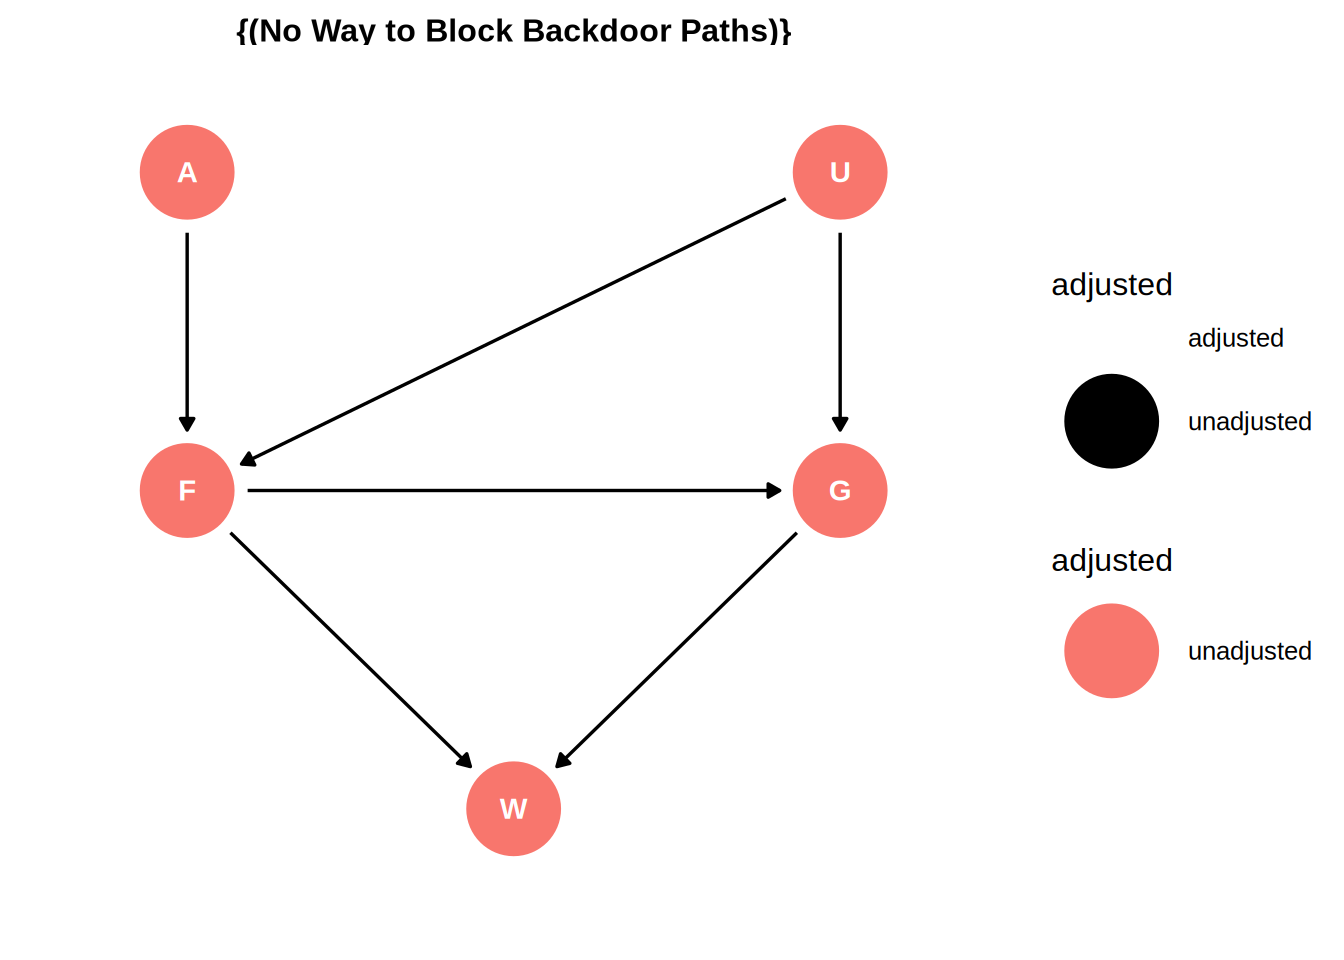 {(No Way to Block Backdoor Paths)}
A
U
F
G
W
adjusted
adjusted
unadjusted
adjusted
unadjusted